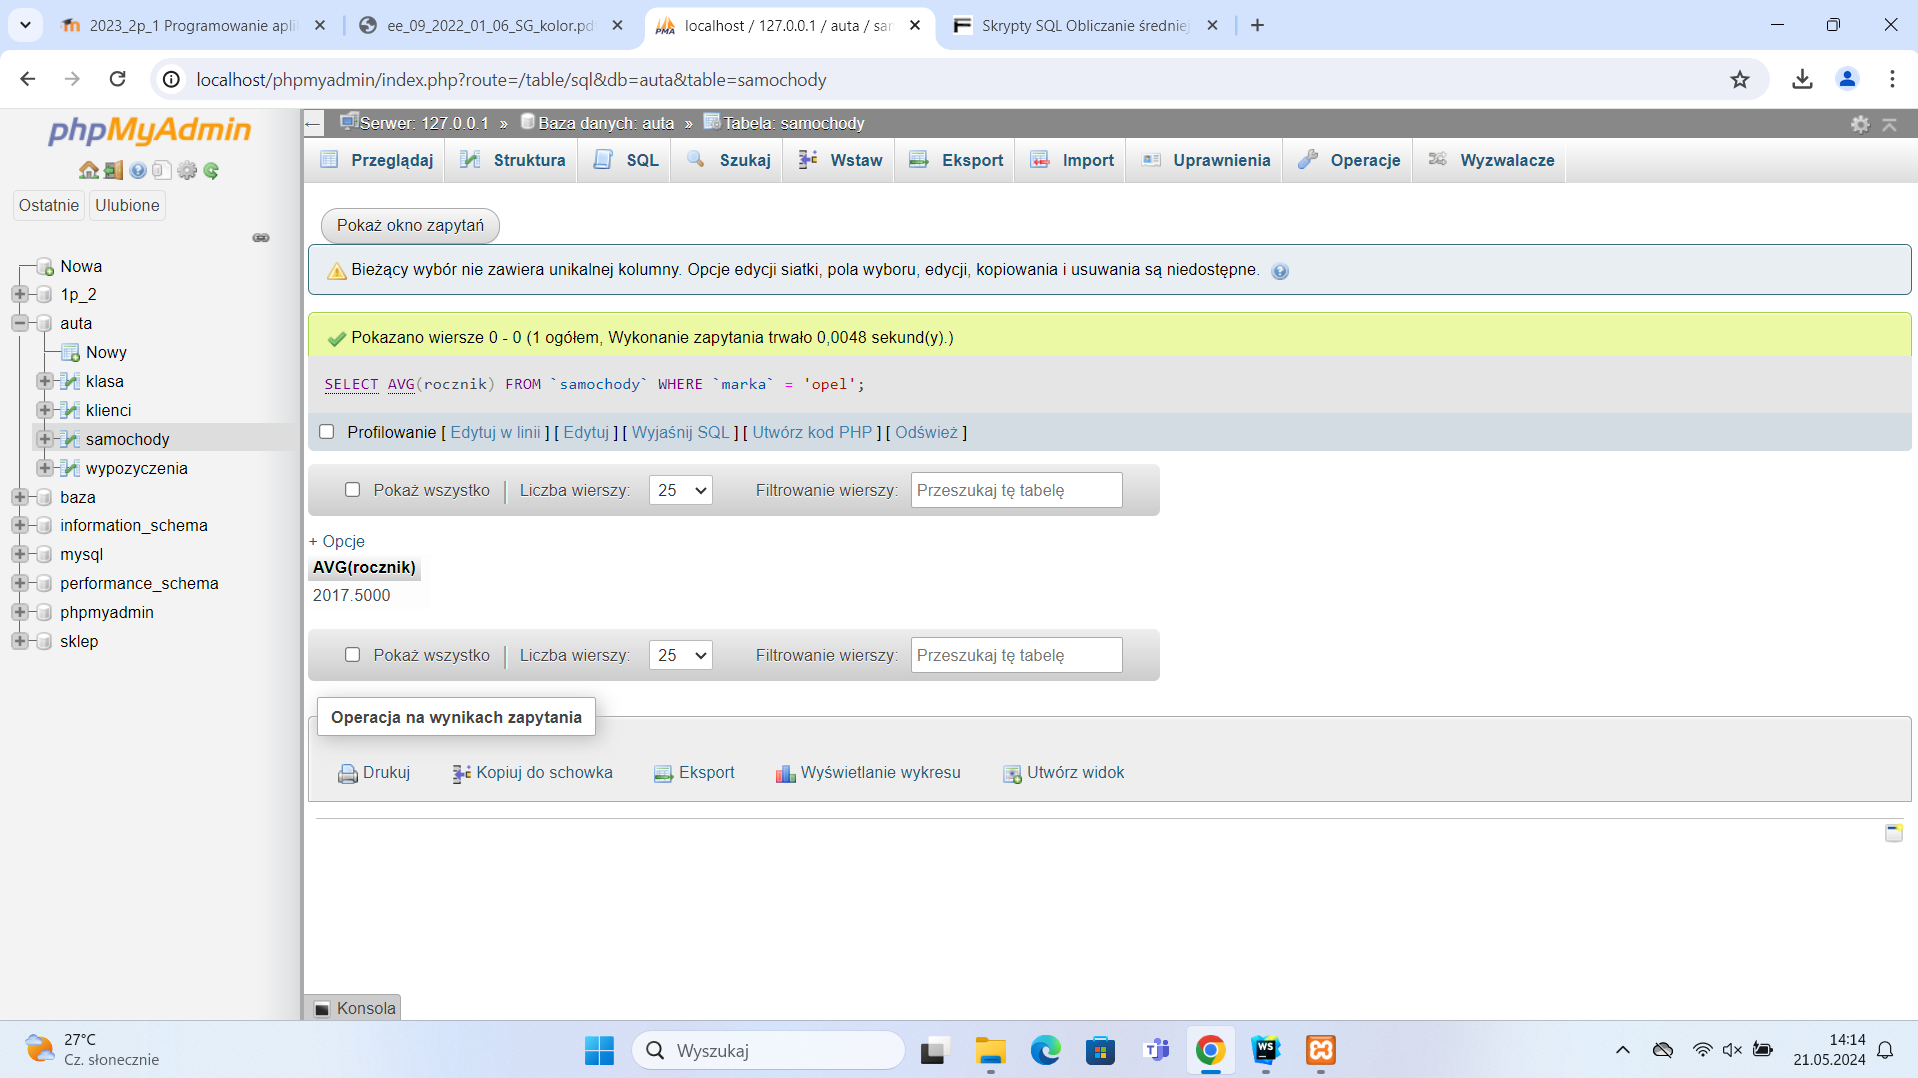 2023_2p_1 Programowanie apli
ee_09_2022_01_06_SG_kolor.pd
PMA
localhost / 127.0.0.1 / auta / sam
Skrypty SQL Obliczanie średniej
localhost/phpmyadmin/index.php?route=/table/sql&db=auta&table=samochody
phpMyAdmin
Ostatnie
Ulubione
Nowa
1p_2
auta
Nowy
klasa
klienci
samochody
wypozyczenia
baza
information_schema
mysql
performance_schema
phpmyadmin
sklep
Serwer: 127.0.0.1 » Baza danych: auta » Tabela: samochody
Przeglądaj
Struktura
SQL
Szukaj
Wstaw
Eksport
Import
Uprawnienia
Operacje
Wyzwalacze
Pokaż okno zapytań
Bieżący wybór nie zawiera unikalnej kolumny. Opcje edycji siatki, pola wyboru, edycji, kopiowania i usuwania są niedostępne.
Pokazano wiersze 0 - 0 (1 ogółem, Wykonanie zapytania trwało 0,0048 sekund(y).)
SELECT AVG(rocznik) FROM `samochody` WHERE `marka` = 'opel';
Profilowanie [ Edytuj w linii ] [ Edytuj ] [ Wyjaśnij SQL ] [ Utwórz kod PHP ] [ Odśwież ]
Pokaż wszystko
Liczba wierszy:
25
Filtrowanie wierszy:
Przeszukaj tę tabelę
+ Opcje
AVG(rocznik)
2017.5000
Pokaż wszystko
Liczba wierszy:
25
Filtrowanie wierszy:
Przeszukaj tę tabelę
Operacja na wynikach zapytania
Drukuj
Kopiuj do schowka
Eksport
Wyświetlanie wykresu
Utwórz widok
Konsola
27°C
Cz. słonecznie
Wyszukaj
WS
14:14
21.05.2024